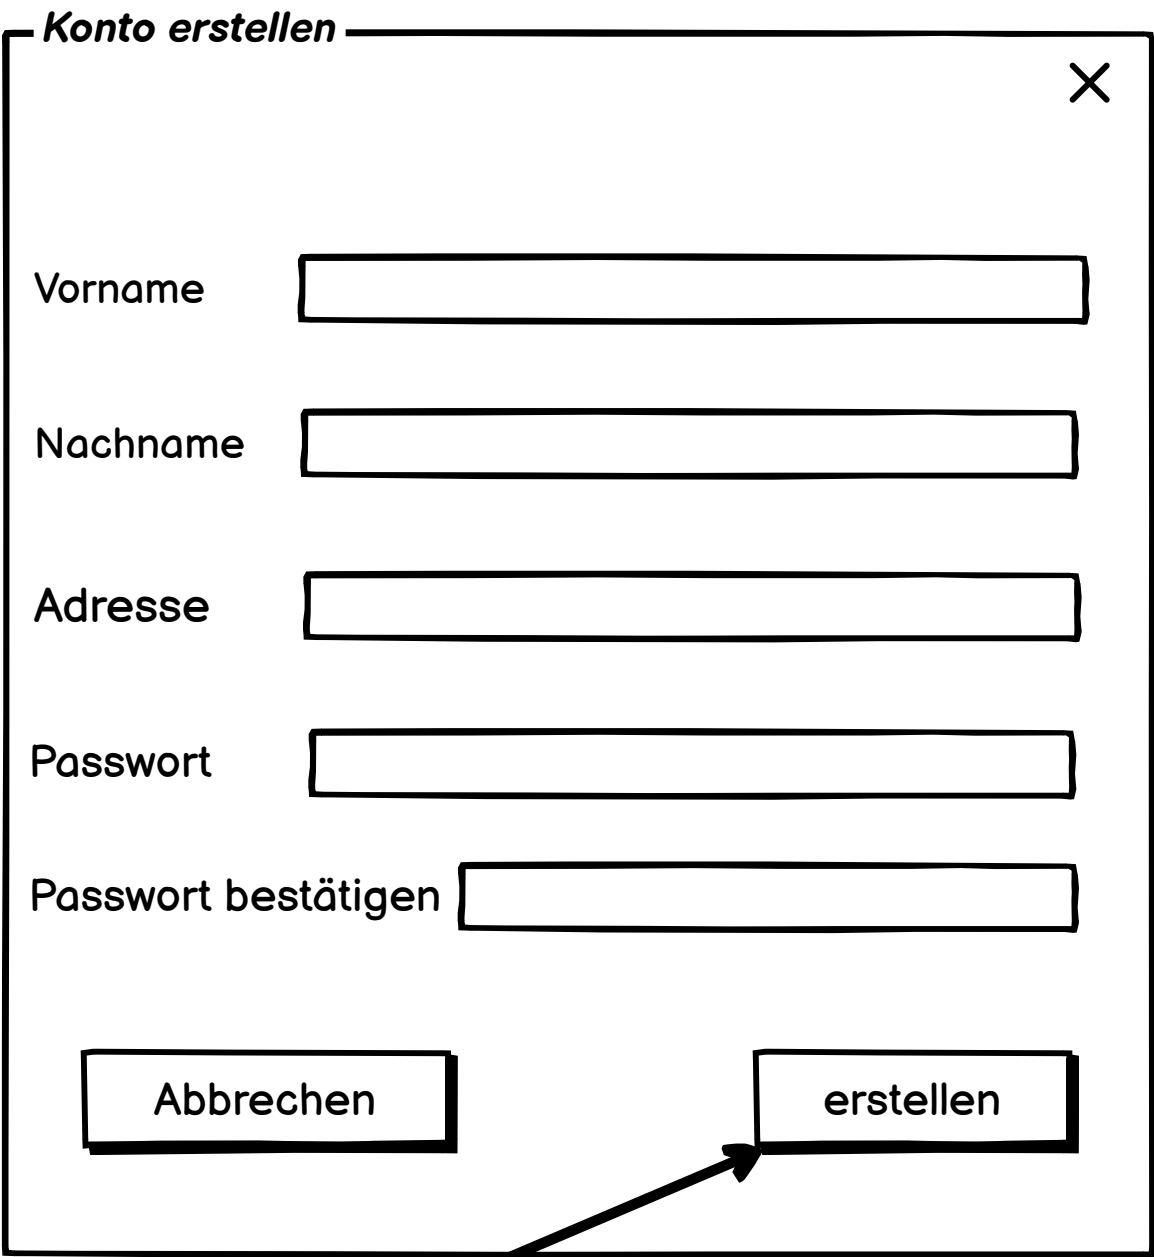 Konto erstellen
Vorname
Nachname
Adresse
Passwort
Passwort bestätigen
Abbrechen
erstellen